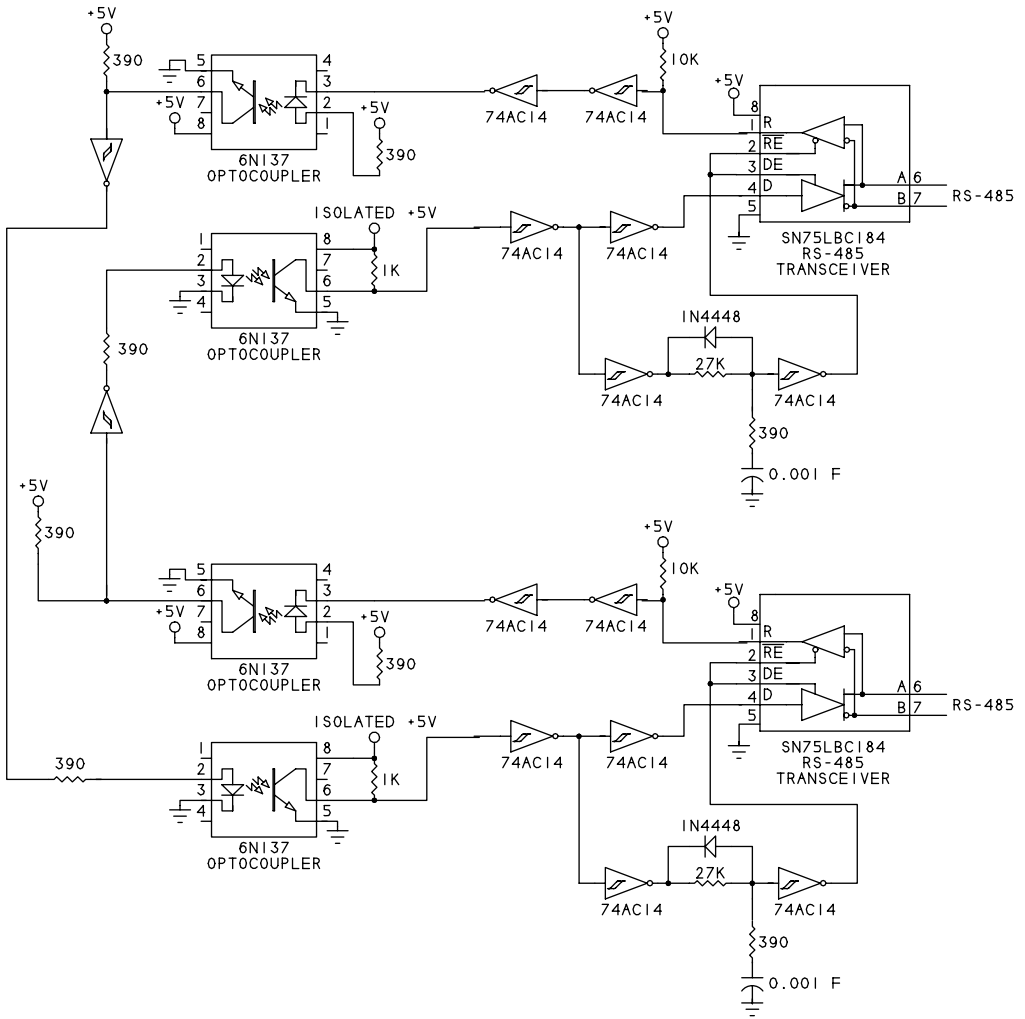 +5V
390
5
6
7
8
+5V
4
3
2
1
+5V
390
6N137
OPTOCOUPLER
74AC14
74AC14
+5V
10K
+5V
8
1
2
3
4
5
R
RE
DE
D
A 6
B 7
RS-485
SN75LBC184
RS-485
TRANSCEIVER
ISOLATED +5V
1K
1
2
3
4
8
7
6
5
6N137
OPTOCOUPLER
390
74AC14
74AC14
1N4448
27K
74AC14
74AC14
390
0.001 F
+5V
390
5
6
7
8
+5V
4
3
2
1
+5V
390
6N137
OPTOCOUPLER
74AC14
74AC14
+5V
10K
+5V
8
1
2
3
4
5
R
RE
DE
D
A 6
B 7
RS-485
SN75LBC184
RS-485
TRANSCEIVER
ISOLATED +5V
1K
390
1
2
3
4
8
7
6
5
6N137
OPTOCOUPLER
74AC14
74AC14
1N4448
27K
74AC14
74AC14
390
0.001 F